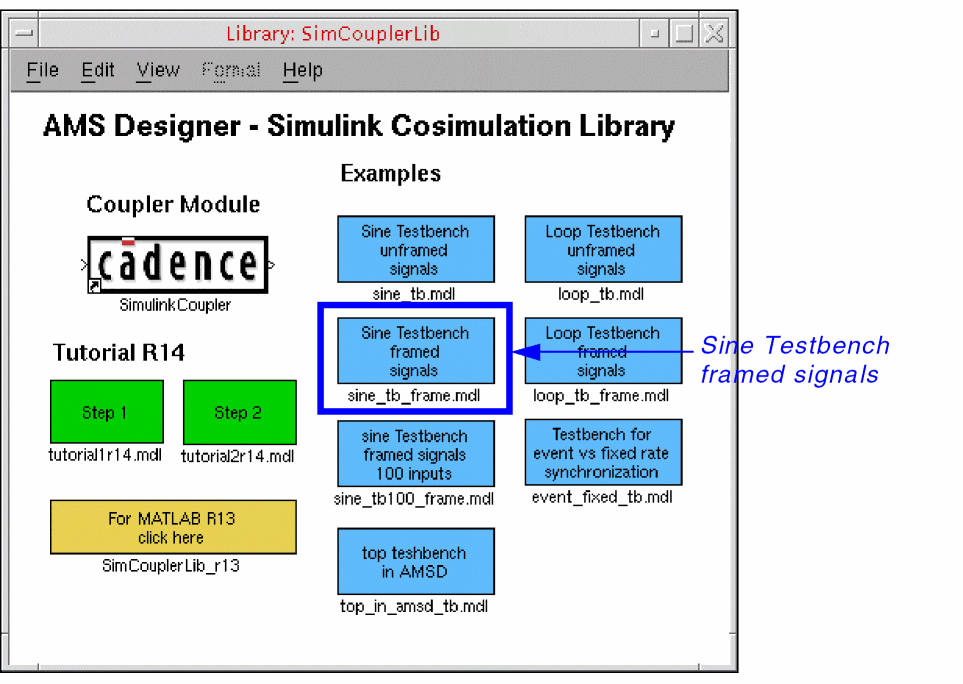 Library: SimCouplerLib
File Edit View Format Help
AMS Designer - Simulink Cosimulation Library
Examples
Coupler Module
cādence
SimulinkCoupler
Tutorial R14
Step 1
tutorial1r14.mdl
Step 2
tutorial2r14.mdl
For MATLAB R13
click here
SimCouplerLib_r13
Sine Testbench
unframed
signals
sine_tb.mdl
Loop Testbench
unframed
signals
loop_tb.mdl
Sine Testbench
framed
signals
sine_tb_frame.mdl
Loop Testbench
framed
signals
loop_tb_frame.mdl
Sine Testbench
framed signals
sine Testbench
framed signals
100 inputs
sine_tb100_frame.mdl
Testbench for
event vs fixed rate
synchronization
event_fixed_tb.mdl
top teshbench
in AMSD
top_in_amsd_tb.mdl